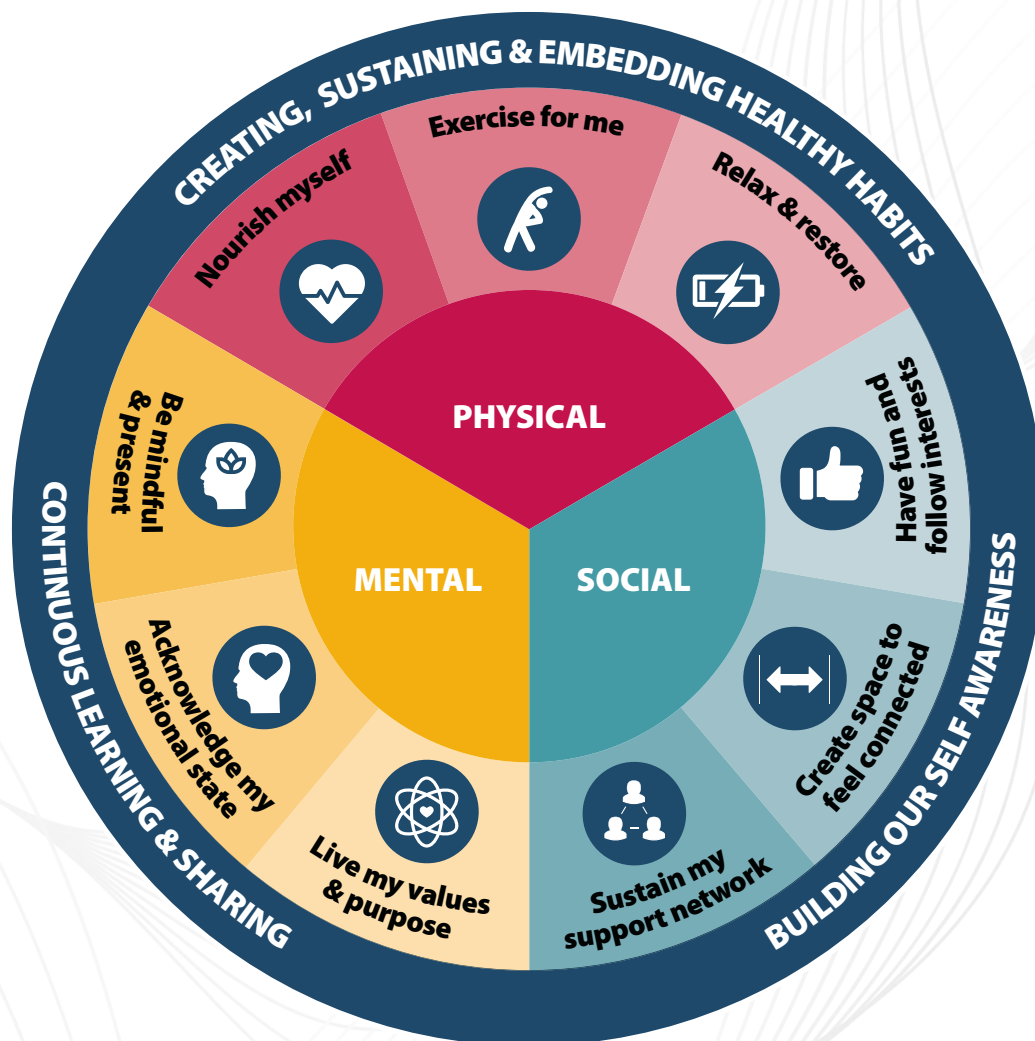 CREATING, SUSTAINING & EMBEDDING HEALTHY HABITS
Nourish myself
Exercise for me
Relax & restore
Have fun and
follow interests
Create space to
feel connected
Sustain my
support network
Live my values
& purpose
Acknowledge my
emotional state
Be mindful
& present
PHYSICAL
MENTAL
SOCIAL
CONTINUOUS LEARNING & SHARING
BUILDING OUR SELF AWARENESS